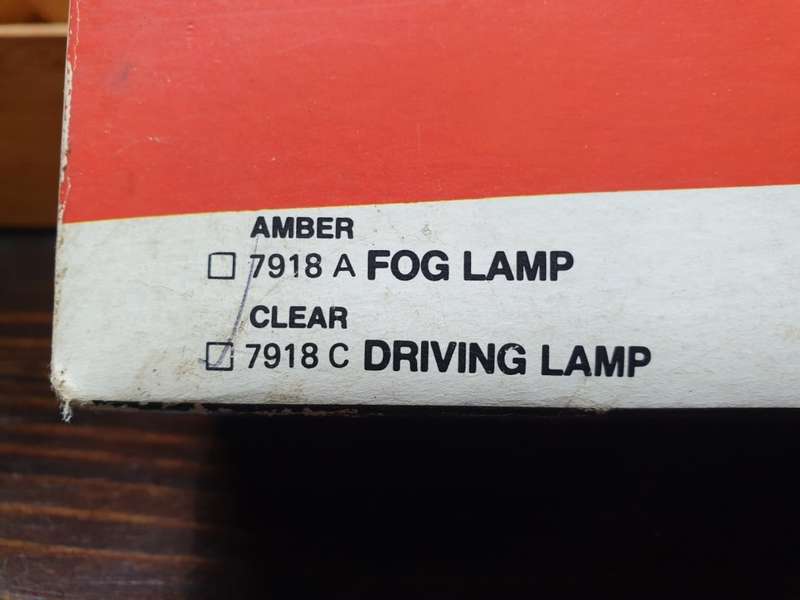 AMBER
☐ 7918 A FOG LAMP
CLEAR
☑ 7918 C DRIVING LAMP